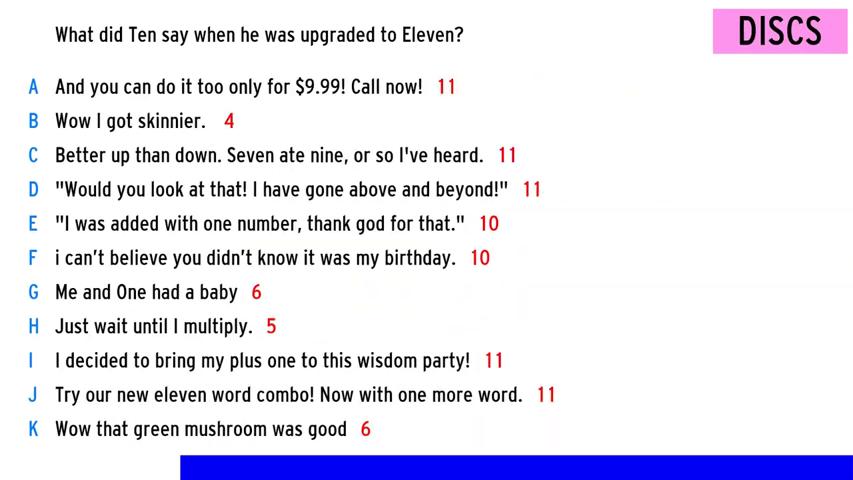 What did Ten say when he was upgraded to Eleven?
DISCS
A And you can do it too only for $9.99! Call now! 11
B Wow I got skinnier. 4
C Better up than down. Seven ate nine, or so I've heard. 11
D "Would you look at that! I have gone above and beyond!" 11
E "I was added with one number, thank god for that." 10
F i can’t believe you didn’t know it was my birthday. 10
G Me and One had a baby 6
H Just wait until I multiply. 5
I I decided to bring my plus one to this wisdom party! 11
J Try our new eleven word combo! Now with one more word. 11
K Wow that green mushroom was good 6